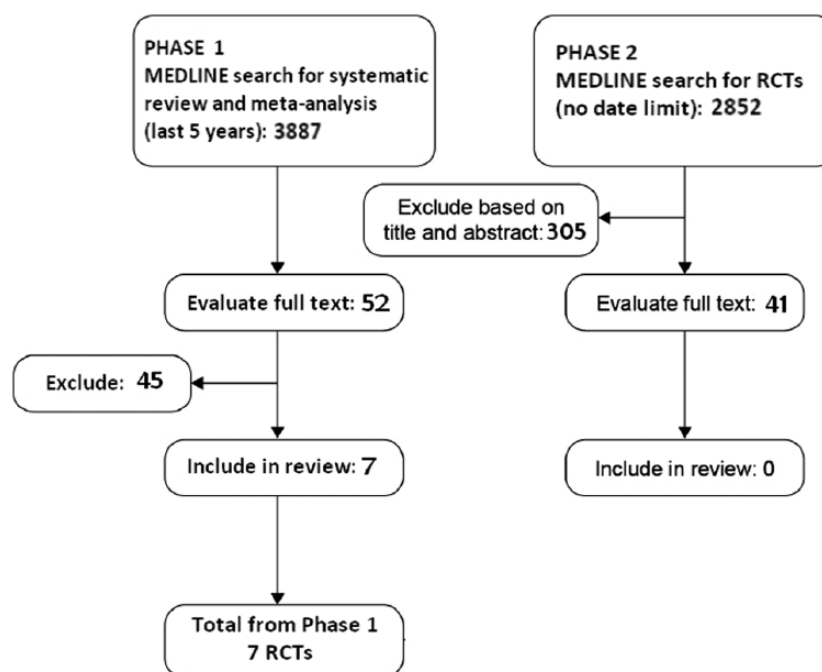 PHASE 1
MEDLINE search for systematic
review and meta-analysis
(last 5 years): 3887
PHASE 2
MEDLINE search for RCTs
(no date limit): 2852
Exclude based on
title and abstract: 305
Evaluate full text: 52
Evaluate full text: 41
Exclude: 45
Include in review: 7
Include in review: 0
Total from Phase 1
7 RCTs